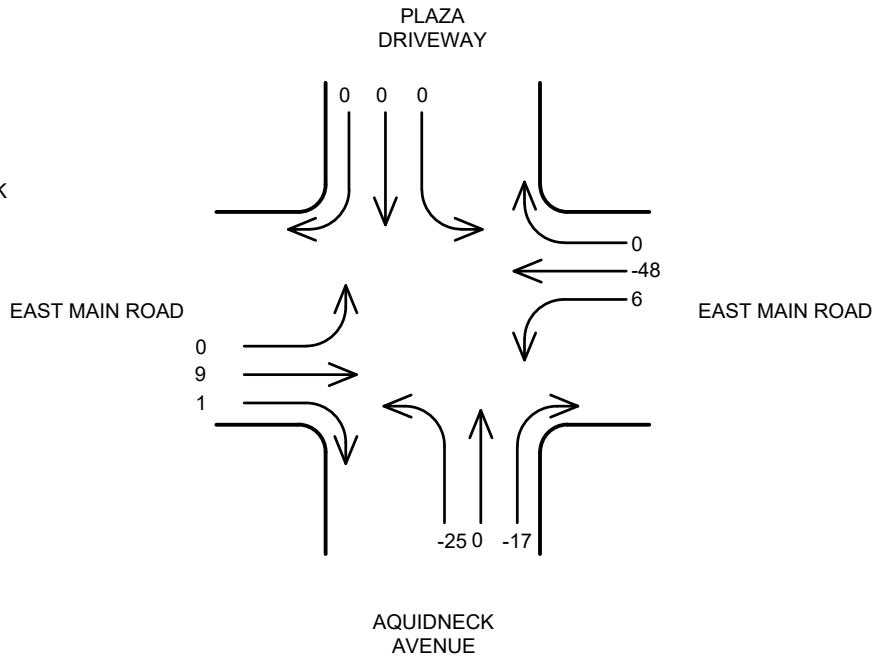 PLAZA
DRIVEWAY
0 0 0
K
0
-48
6
EAST MAIN ROAD
EAST MAIN ROAD
0
9
1
-25 0 -17
AQUIDNECK
AVENUE